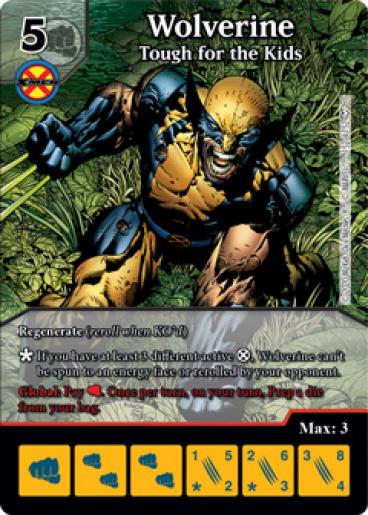 5
Wolverine
Tough for the Kids
X-MEN
Regenerate (reroll when KO'd)
* If you have at least 3 different active , Wolverine can't
be spun to an energy face or rerolled by your opponent.
Global: Pay . Once per turn, on your turn, Prep a die
from your bag.
Max: 3
1 5
* 2
2 6
* 3
3 8
4